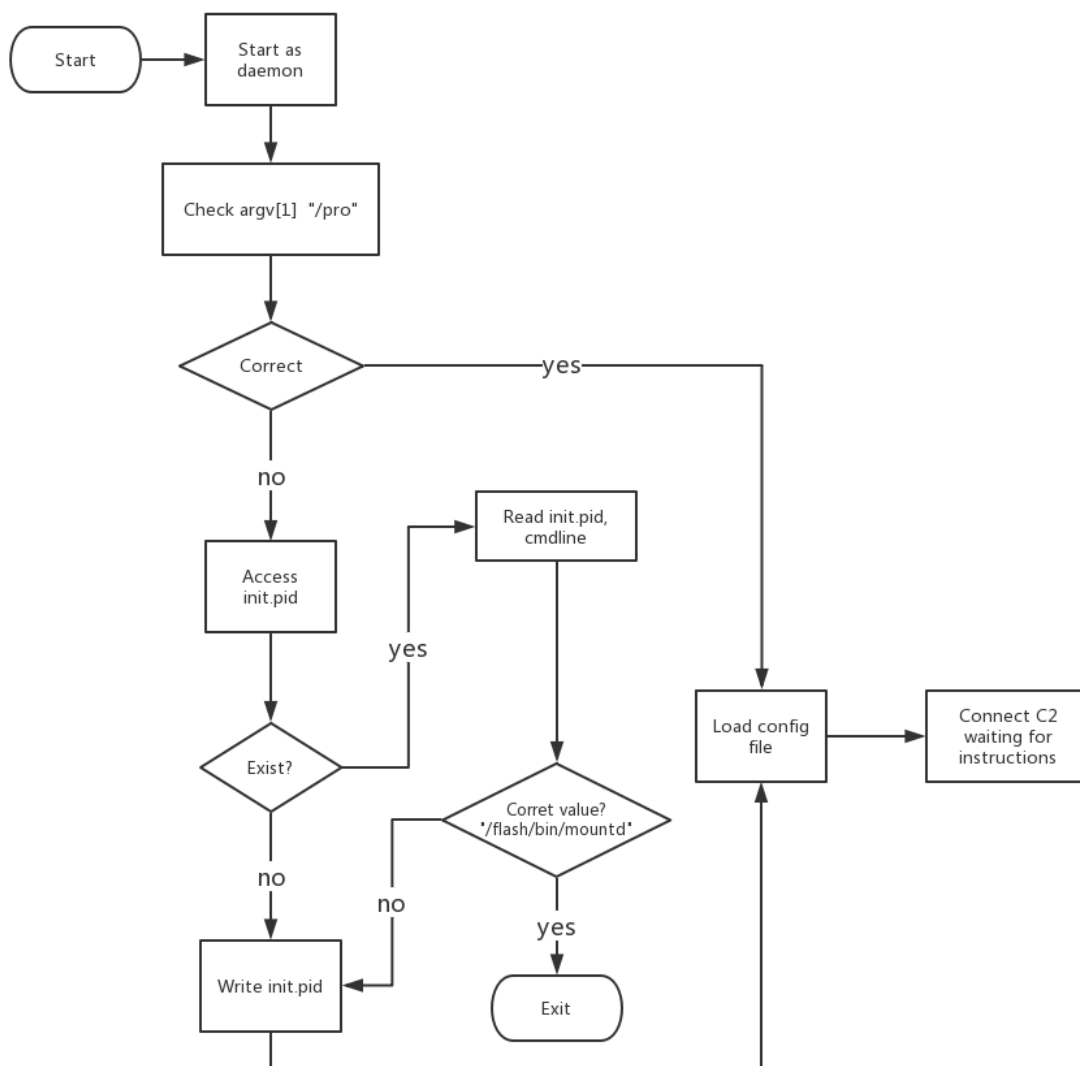 Start
Start as
daemon
Check argv[1]  "/pro"
Correct
yes
no
Read init.pid,
cmdline
Access
init.pid
yes
Load config
file
Connect C2
waiting for
instructions
Exist?
Corret value?
"/flash/bin/mountd"
no
no
yes
Write init.pid
Exit